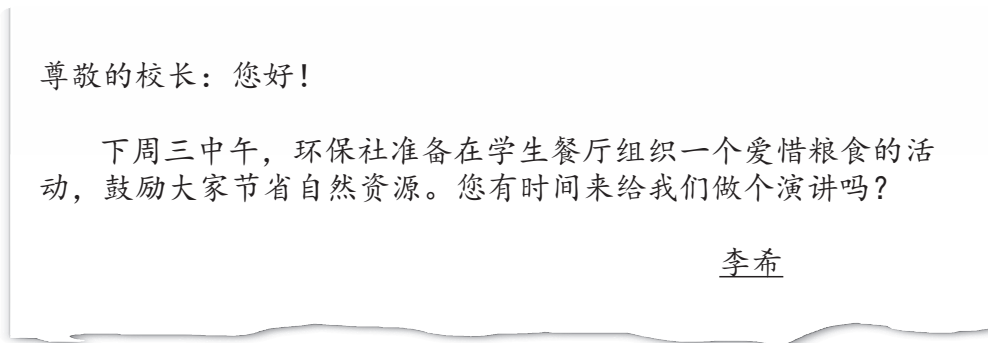 尊敬的校长：您好！
下周三中午，环保社准备在学生餐厅组织一个爱惜粮食的活
动，鼓励大家节省自然资源。您有时间来给我们做个演讲吗？
李希